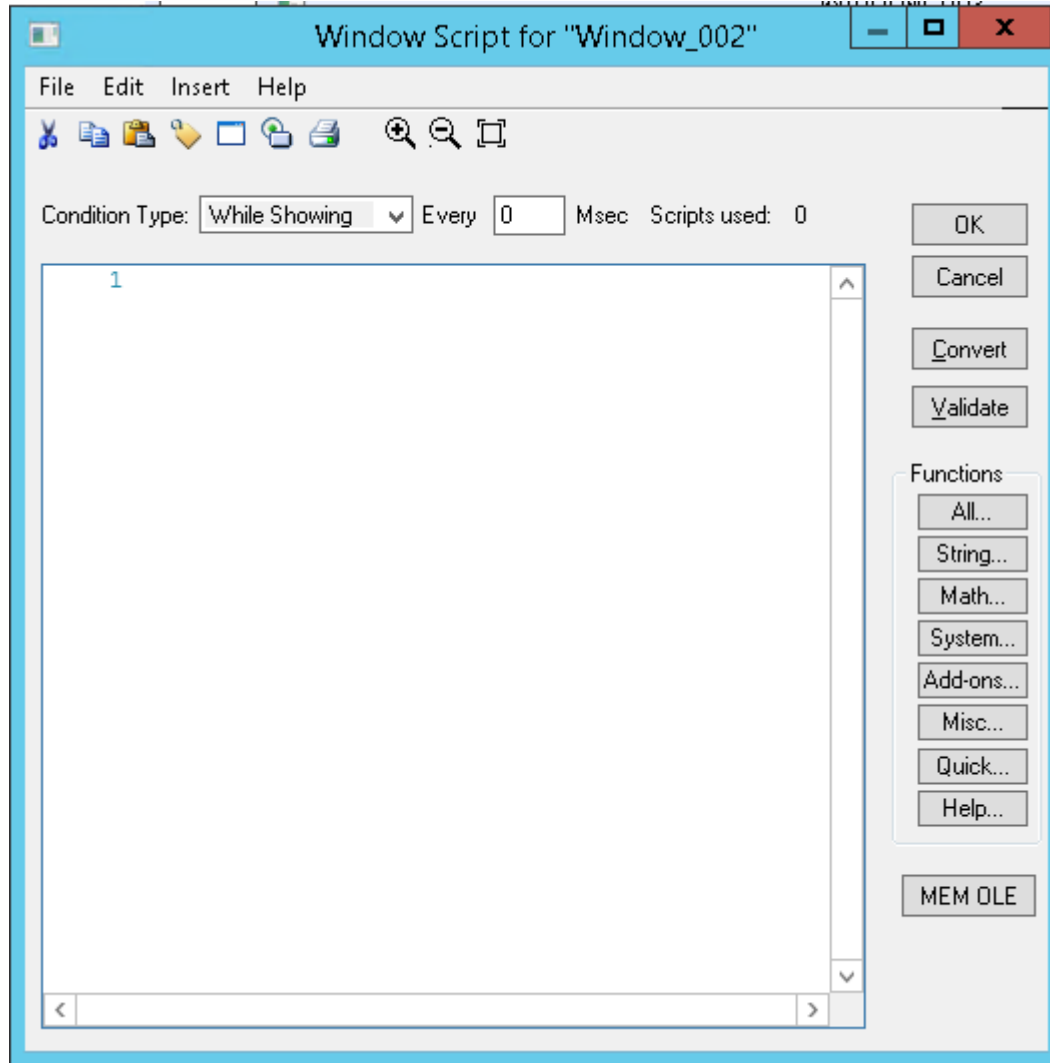 Window Script for "Window_002"
File Edit Insert Help
Condition Type: While Showing Every 0 Msec Scripts used: 0
OK
1
Cancel
Convert
Validate
Functions
All...
String...
Math...
System...
Add-ons...
Misc...
Quick...
Help...
MEM OLE